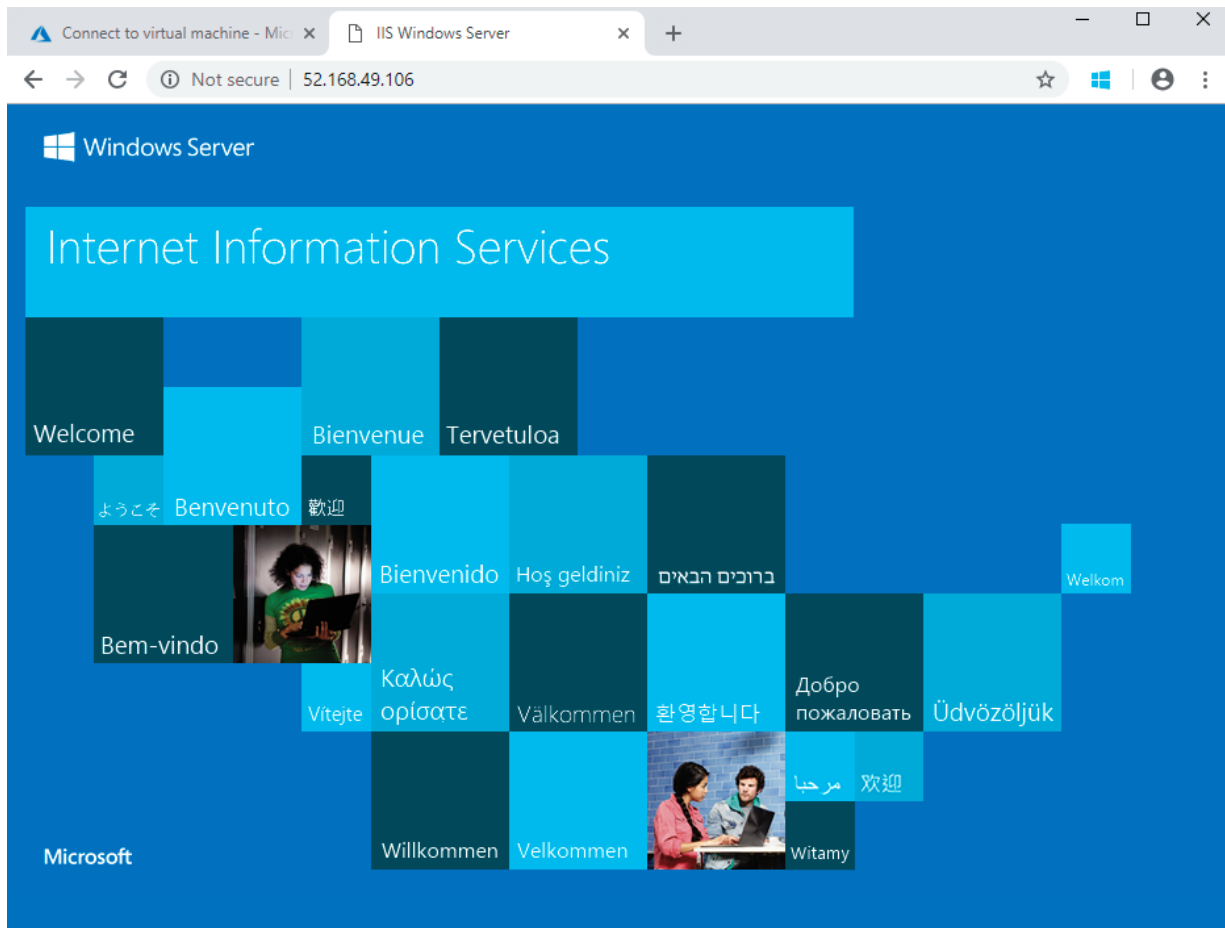 Connect to virtual machine - Mic
IIS Windows Server
Not secure
52.168.49.106
Windows Server
Internet Information Services
Welcome
Bienvenue
Tervetuloa
ようこそ
Benvenuto
歡迎
Bienvenido
Hoş geldiniz
ברוכים הבאים
Welkom
Bem-vindo
Vítejte
Καλώς
ορίσατε
Välkommen
환영합니다
Добро
пожаловать
Üdvözöljük
مرحبا
欢迎
Willkommen
Velkommen
Witamy
Microsoft